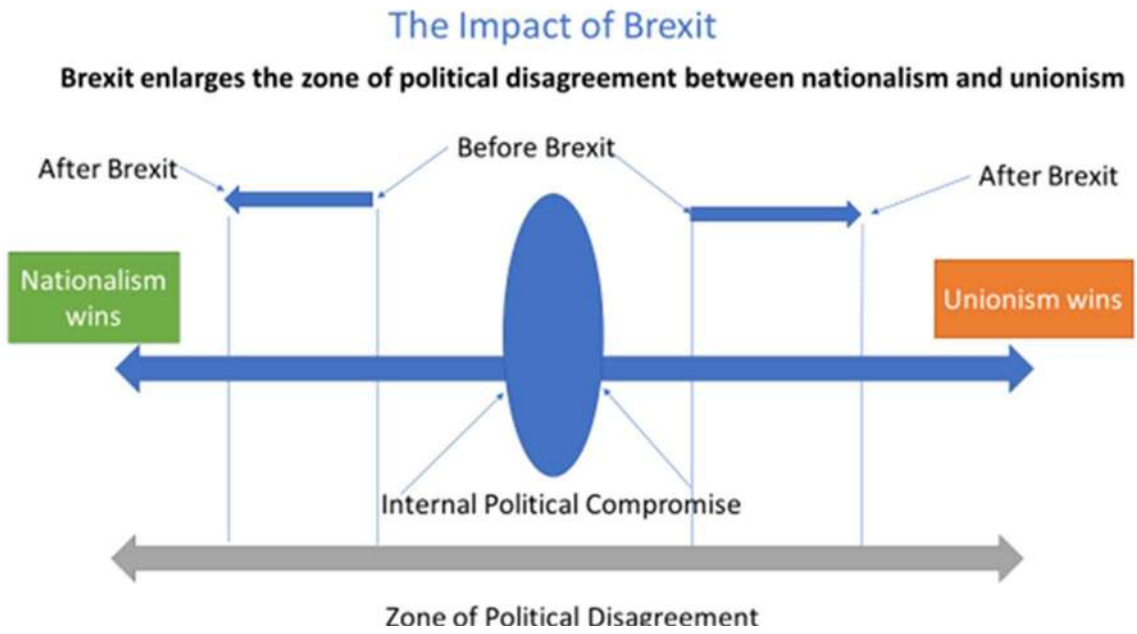 The Impact of Brexit
Brexit enlarges the zone of political disagreement between nationalism and unionism
After Brexit
Before Brexit
After Brexit
Nationalism
wins
Unionism wins
Internal Political Compromise
Zone of Political Disagreement